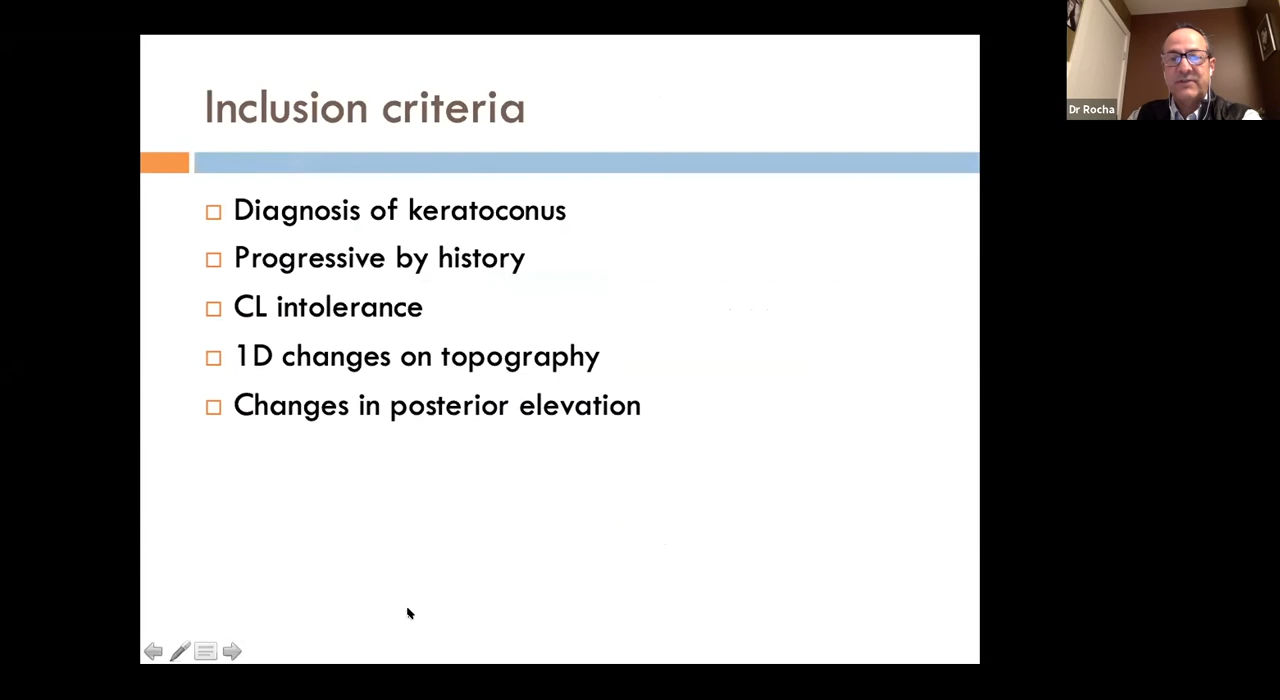 Inclusion criteria
Diagnosis of keratoconus
Progressive by history
CL intolerance
1D changes on topography
Changes in posterior elevation
Dr Rocha